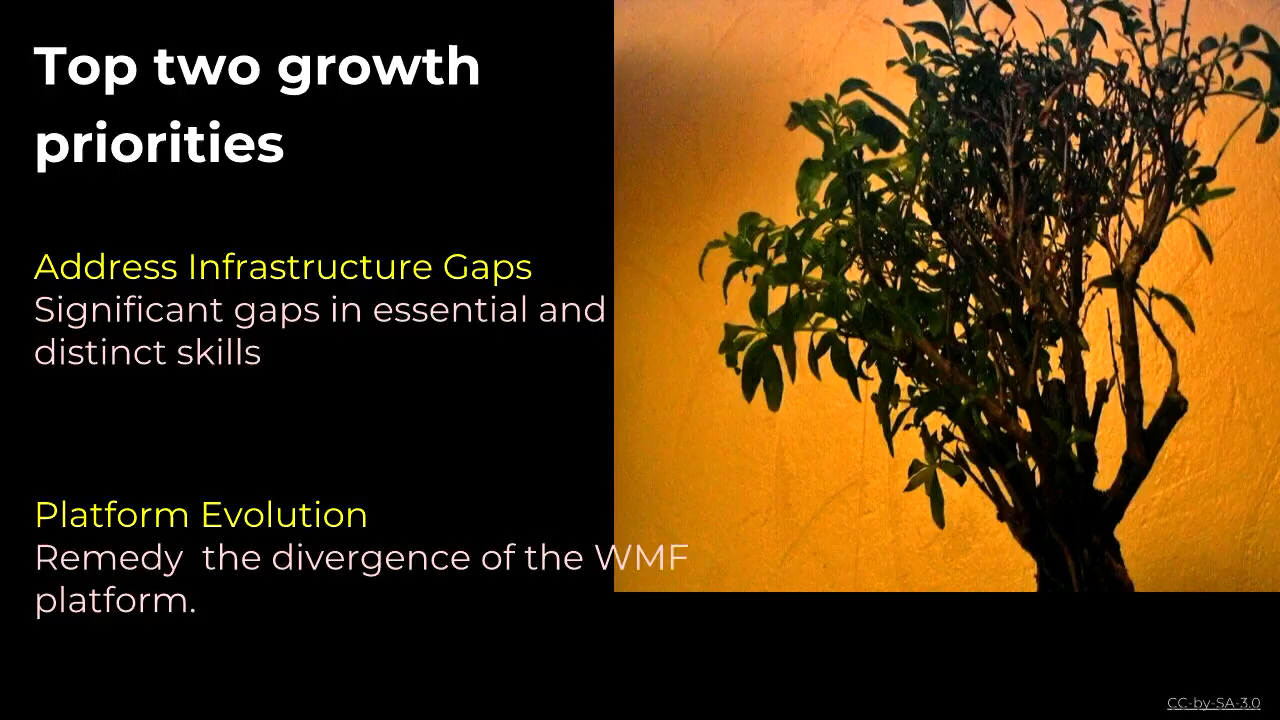 Top two growth
priorities
Address Infrastructure Gaps
Significant gaps in essential and
distinct skills
Platform Evolution
Remedy  the divergence of the WMF
platform.
CC-by-SA-3.0